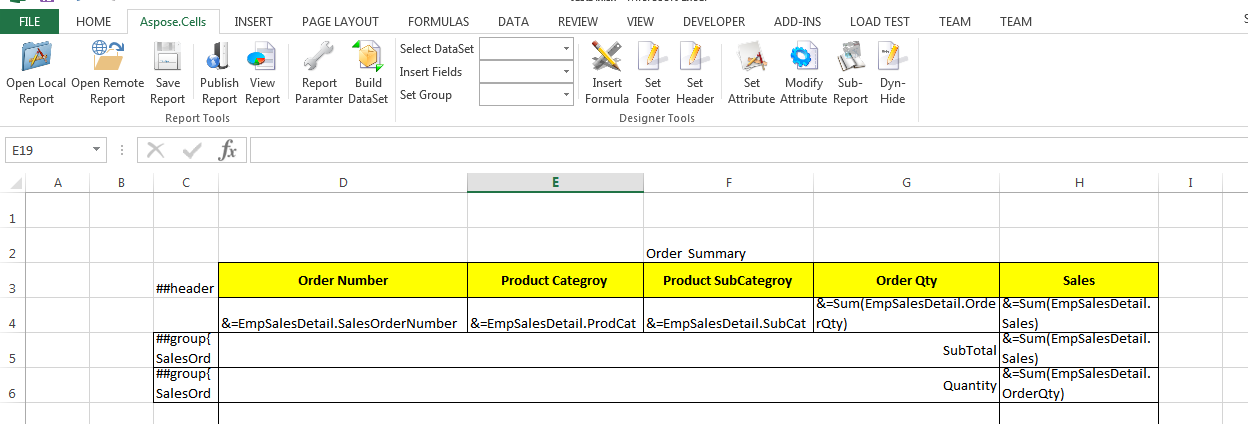 FILE HOME Aspose.Cells INSERT PAGE LAYOUT FORMULAS DATA REVIEW VIEW DEVELOPER ADD-INS LOAD TEST TEAM TEAM
Select DataSet
Insert Fields
Set Group
Open Local Open Remote Save Publish View Report Build Insert Set Set Set Modify Sub- Dyn-
Report Report Report Report Report Paramter DataSet Formula Footer Header Attribute Attribute Report Hide
Report Tools Designer Tools
E19 fx
A B C D E F G H I
1
2 Order Summary
3 ##header Order Number Product Categroy Product SubCategroy Order Qty Sales
&=Sum(EmpSalesDetail.Orde &=Sum(EmpSalesDetail.
4 &=EmpSalesDetail.SalesOrderNumber &=EmpSalesDetail.ProdCat &=EmpSalesDetail.SubCat rQty) Sales)
##group{ &=Sum(EmpSalesDetail.
5 SalesOrd SubTotal Sales)
##group{ &=Sum(EmpSalesDetail.
6 SalesOrd Quantity OrderQty)